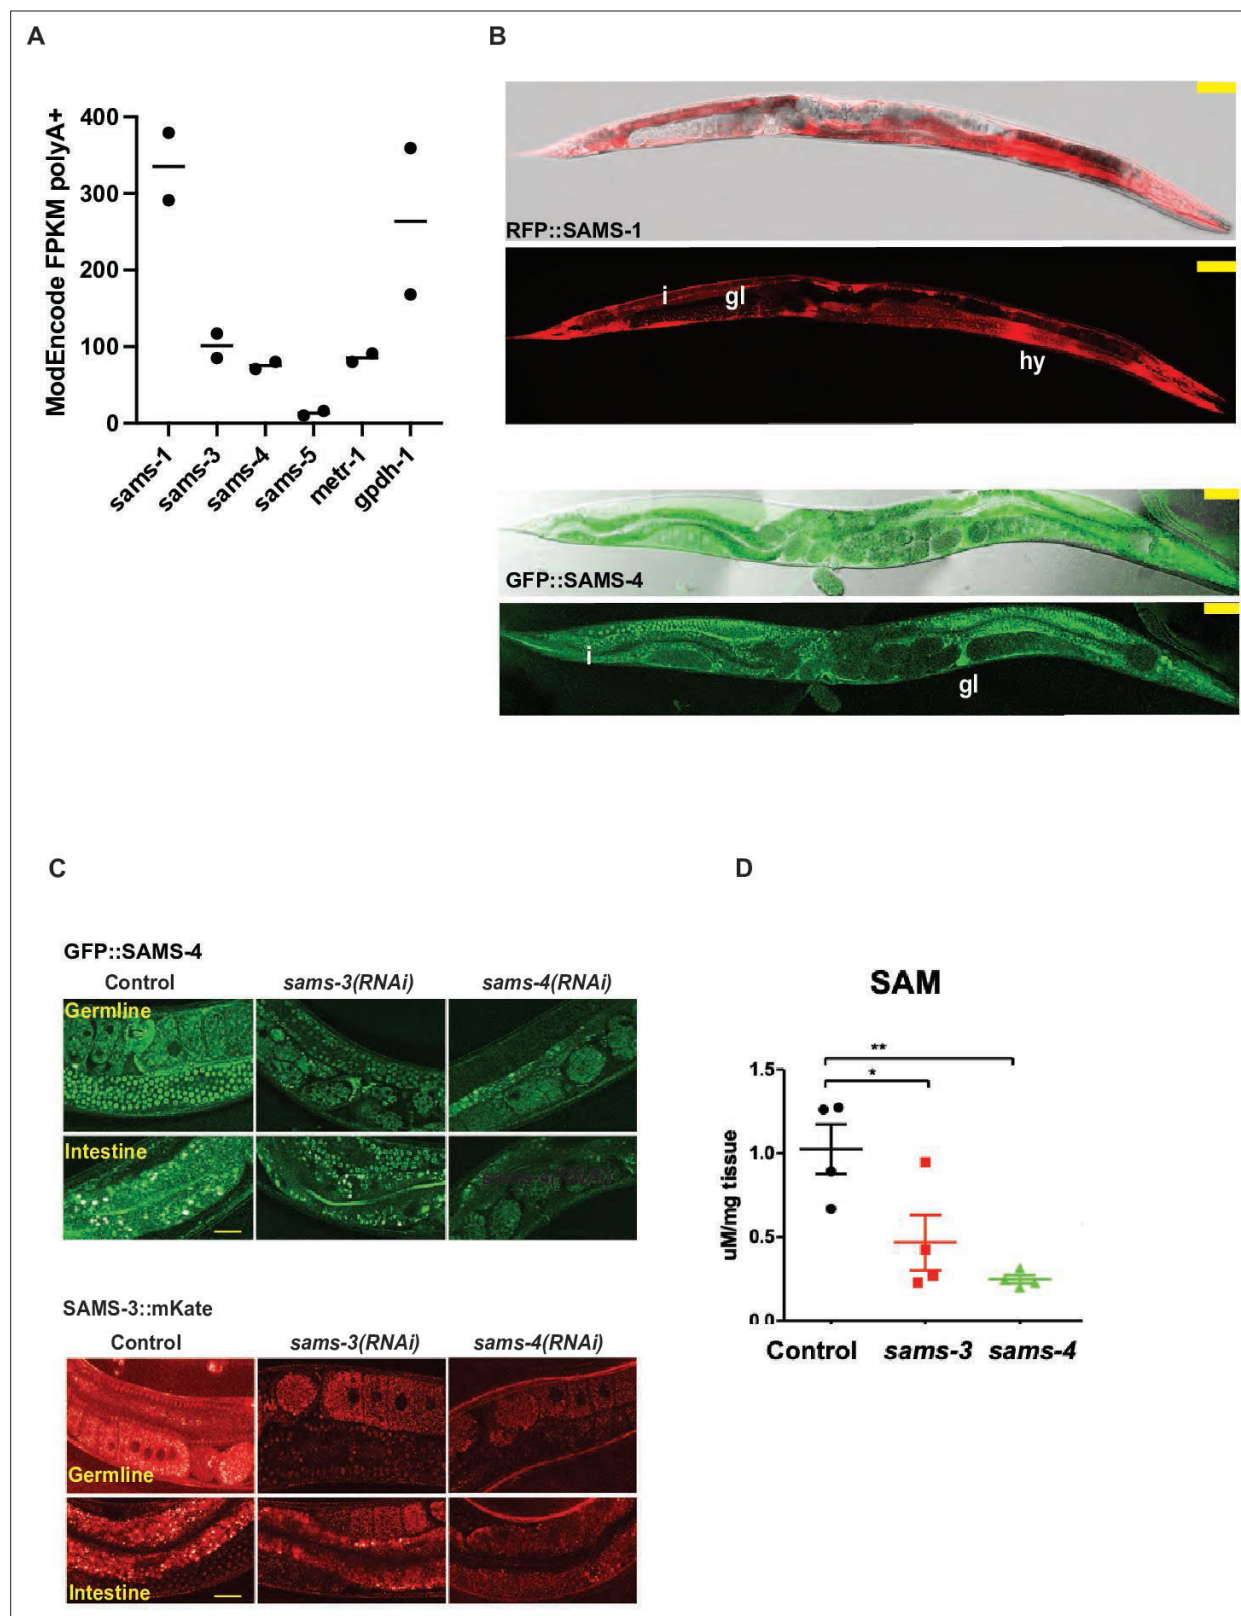 A
B
ModEncode FPKM polyA+
400
300
200
100
0
sams-1
sams-3
sams-4
sams-5
metr-1
gpdh-1
RFP::SAMS-1
i
gl
hy
GFP::SAMS-4
i
gl
C
D
GFP::SAMS-4
Control
sams-3(RNAi)
sams-4(RNAi)
Germline
Intestine
SAMS-3::mKate
Control
sams-3(RNAi)
sams-4(RNAi)
Germline
Intestine
SAM
**
*
uM/mg tissue
1.5
1.0
0.5
0.0
Control
sams-3
sams-4